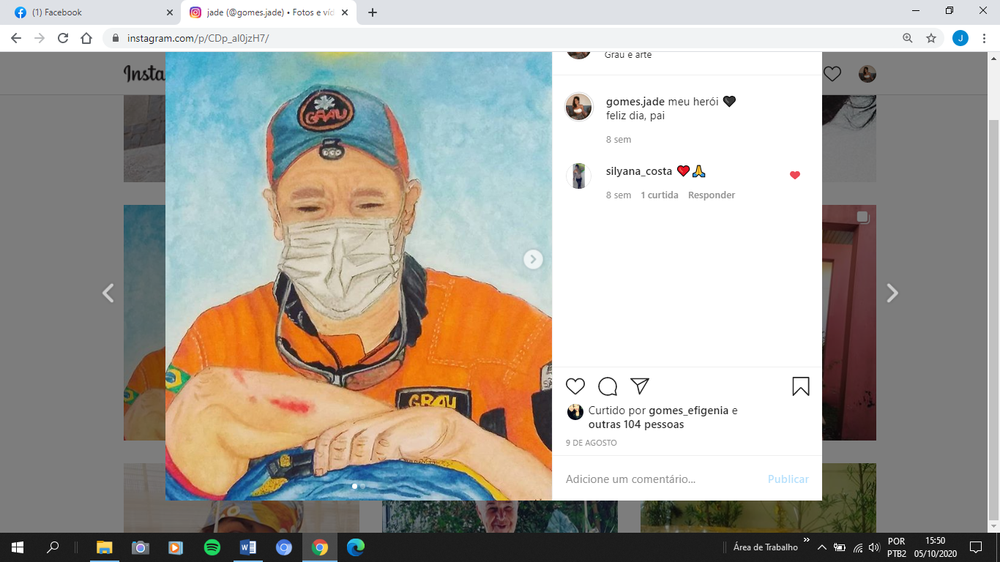 (1) Facebook
jade (@gomes.jade) • Fotos e víd
instagram.com/p/CDp_aI0jzH7/
J
Insta
Grau e arte
gomes.jade meu herói 🖤
feliz dia, pai
8 sem
silyana_costa ❤️🙏
8 sem 1 curtida Responder
GRAU
GRAU
Curtido por gomes_efigenia e
outras 104 pessoas
9 DE AGOSTO
Adicione um comentário... Publicar
Área de Trabalho
POR
PTB2
15:50
05/10/2020